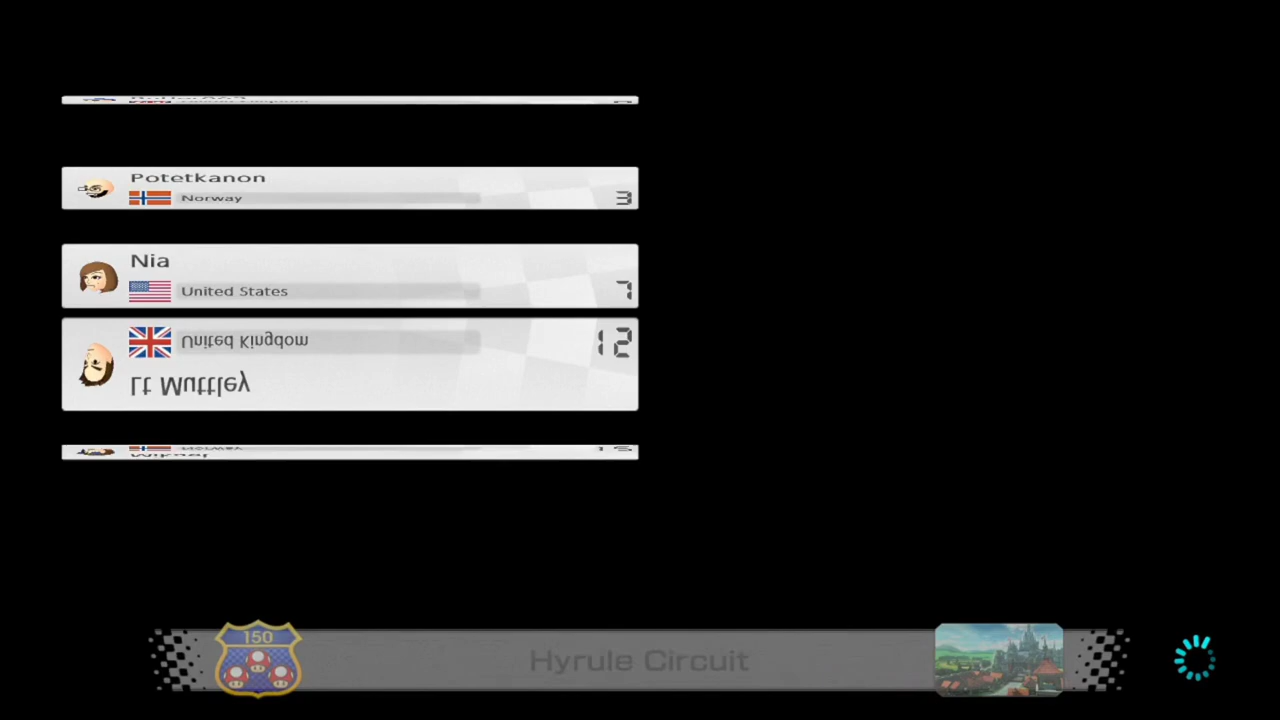 Potetkanon
Norway
3
Nia
United States
7
United Kingdom
12
Lt Muttley
150
Hyrule Circuit